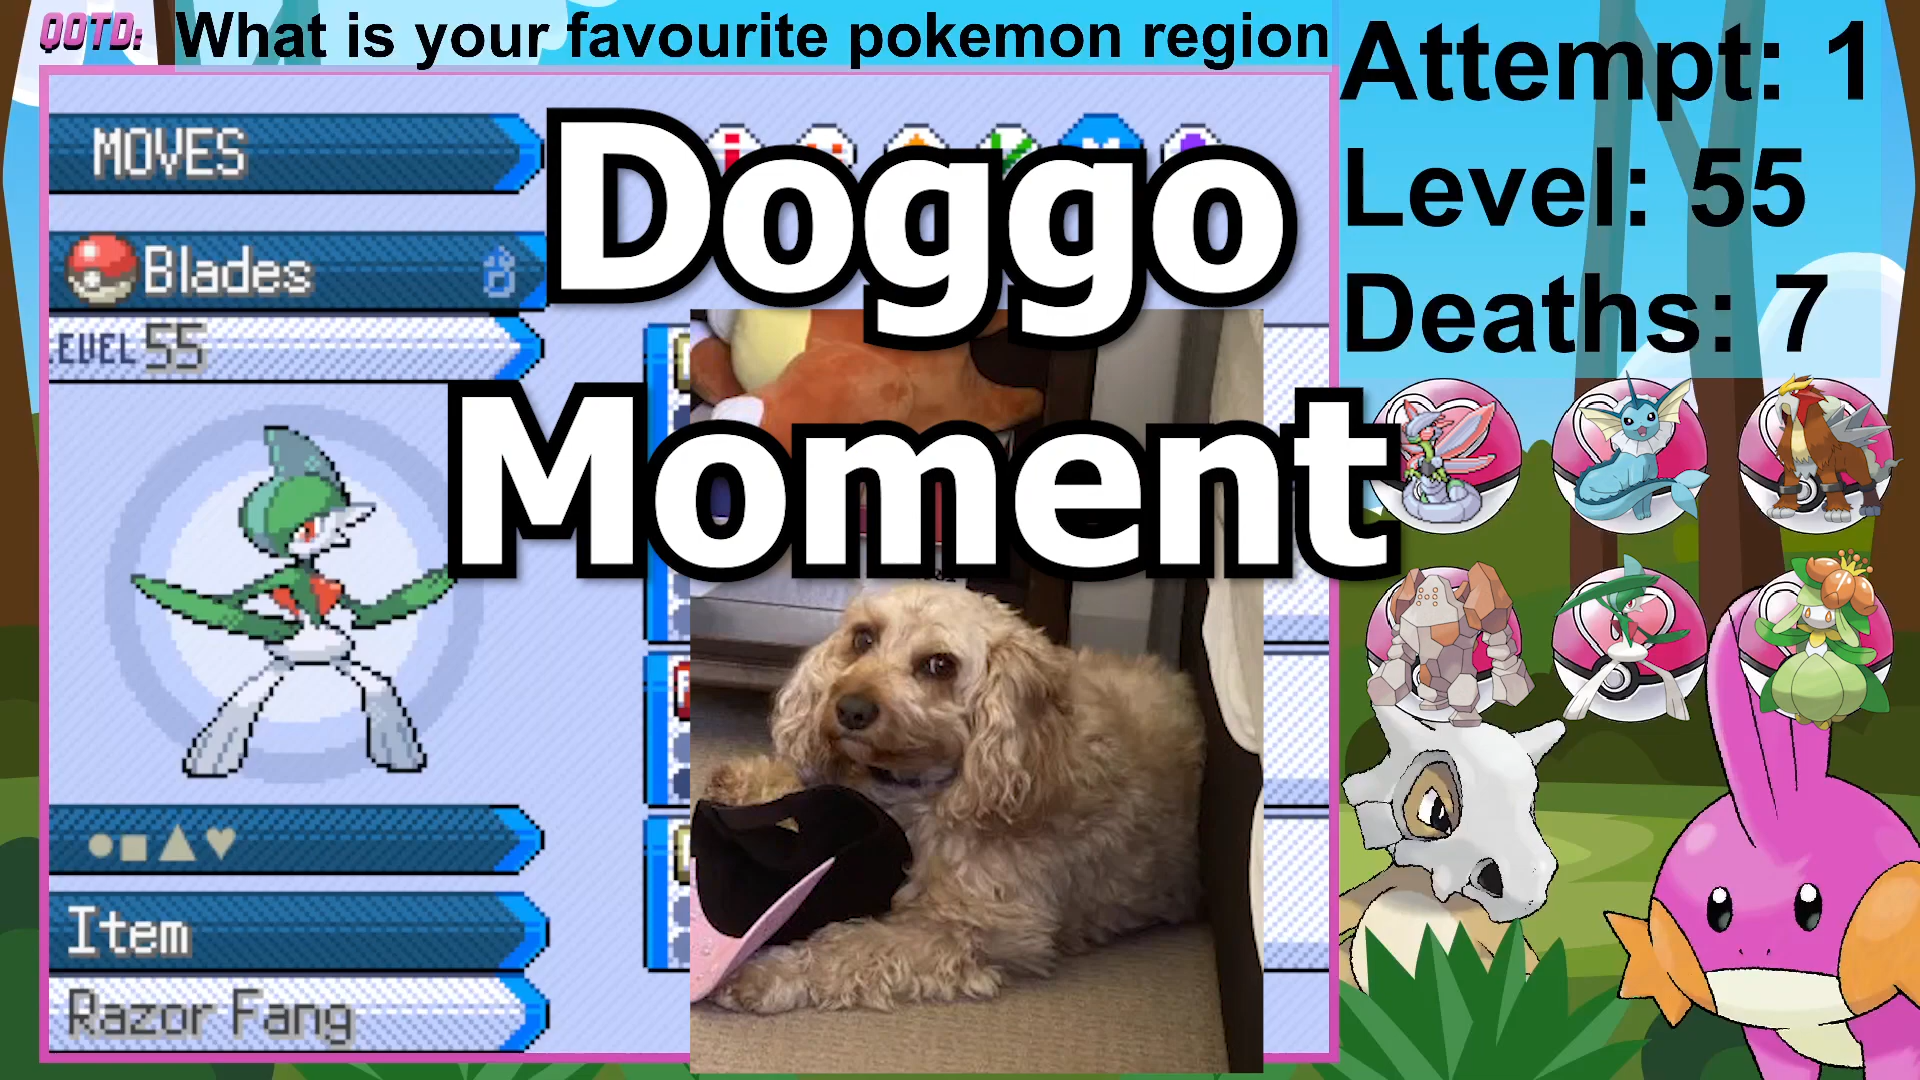 QOTD:
What is your favourite pokemon region
Attempt: 1
Level: 55
Deaths: 7
Doggo
Moment
MOVES
Blades
LEVEL 55
Item
Razor Fang